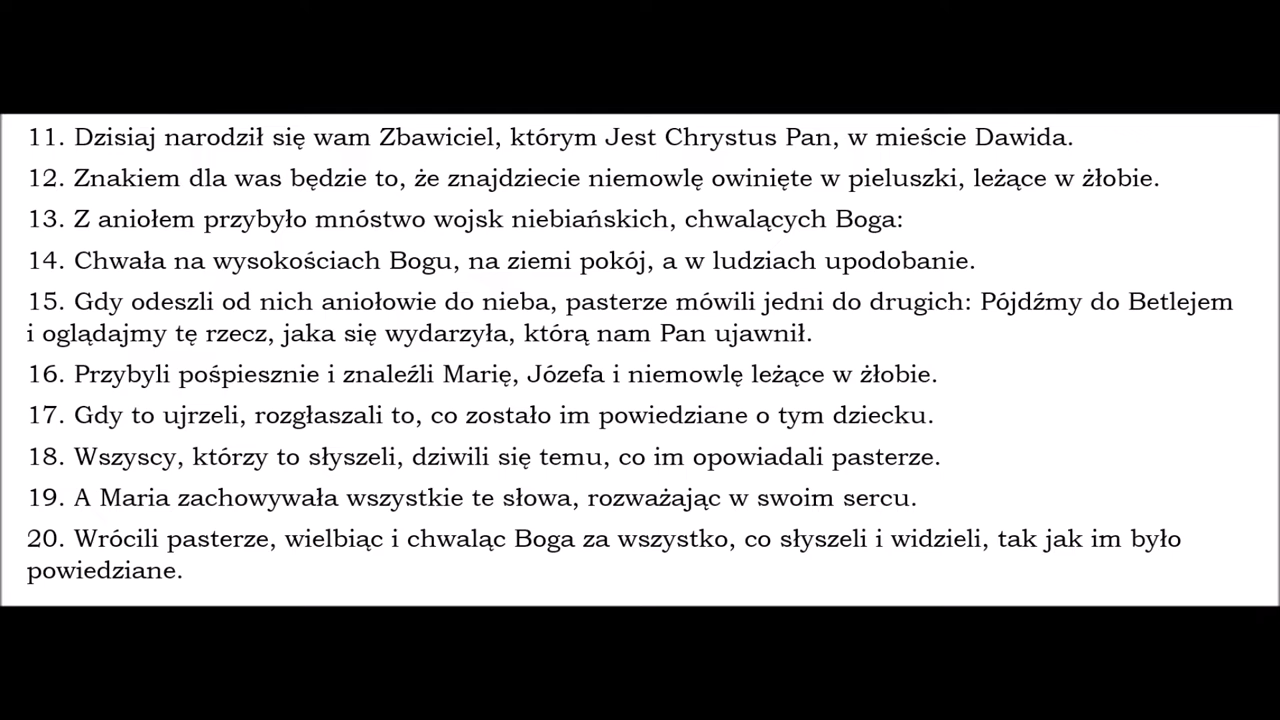 11. Dzisiaj narodził się wam Zbawiciel, którym Jest Chrystus Pan, w mieście Dawida.
12. Znakiem dla was będzie to, że znajdziecie niemowlę owinięte w pieluszki, leżące w żłobie.
13. Z aniołem przybyło mnóstwo wojsk niebiańskich, chwalących Boga:
14. Chwała na wysokościach Bogu, na ziemi pokój, a w ludziach upodobanie.
15. Gdy odeszli od nich aniołowie do nieba, pasterze mówili jedni do drugich: Pójdźmy do Betlejem
i oglądajmy tę rzecz, jaka się wydarzyła, którą nam Pan ujawnił.
16. Przybyli pośpiesznie i znaleźli Marię, Józefa i niemowlę leżące w żłobie.
17. Gdy to ujrzeli, rozgłaszali to, co zostało im powiedziane o tym dziecku.
18. Wszyscy, którzy to słyszeli, dziwili się temu, co im opowiadali pasterze.
19. A Maria zachowywała wszystkie te słowa, rozważając w swoim sercu.
20. Wrócili pasterze, wielbiąc i chwaląc Boga za wszystko, co słyszeli i widzieli, tak jak im było
powiedziane.